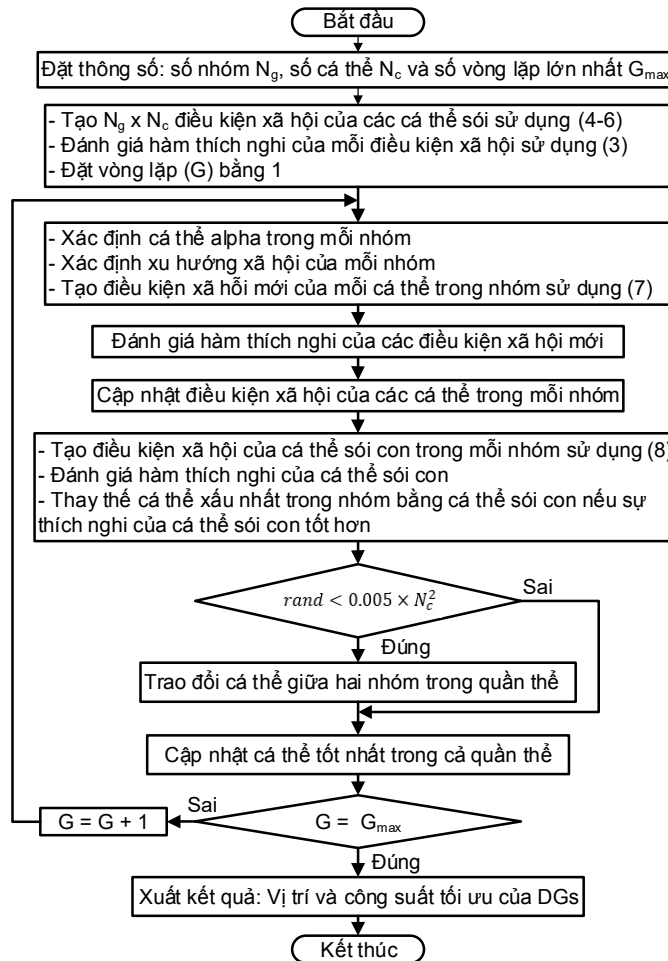 Bắt đầu
Đặt thông số: số nhóm N_g, số cá thể N_c và số vòng lặp lớn nhất G_max
- Tạo N_g x N_c điều kiện xã hội của các cá thể sói sử dụng (4-6)
- Đánh giá hàm thích nghi của mỗi điều kiện xã hội sử dụng (3)
- Đặt vòng lặp (G) bằng 1
- Xác định cá thể alpha trong mỗi nhóm
- Xác định xu hướng xã hội của mỗi nhóm
- Tạo điều kiện xã hỗi mới của mỗi cá thể trong nhóm sử dụng (7)
Đánh giá hàm thích nghi của các điều kiện xã hội mới
Cập nhật điều kiện xã hội của các cá thể trong mỗi nhóm
- Tạo điều kiện xã hội của cá thể sói con trong mỗi nhóm sử dụng (8)
- Đánh giá hàm thích nghi của cá thể sói con
- Thay thế cá thể xấu nhất trong nhóm bằng cá thể sói con nếu sự
thích nghi của cá thể sói con tốt hơn
rand < 0.005 × N_c^2
Sai
Đúng
Trao đổi cá thể giữa hai nhóm trong quần thể
Cập nhật cá thể tốt nhất trong cả quần thể
G = G + 1
Sai
G = G_max
Đúng
Xuất kết quả: Vị trí và công suất tối ưu của DGs
Kết thúc